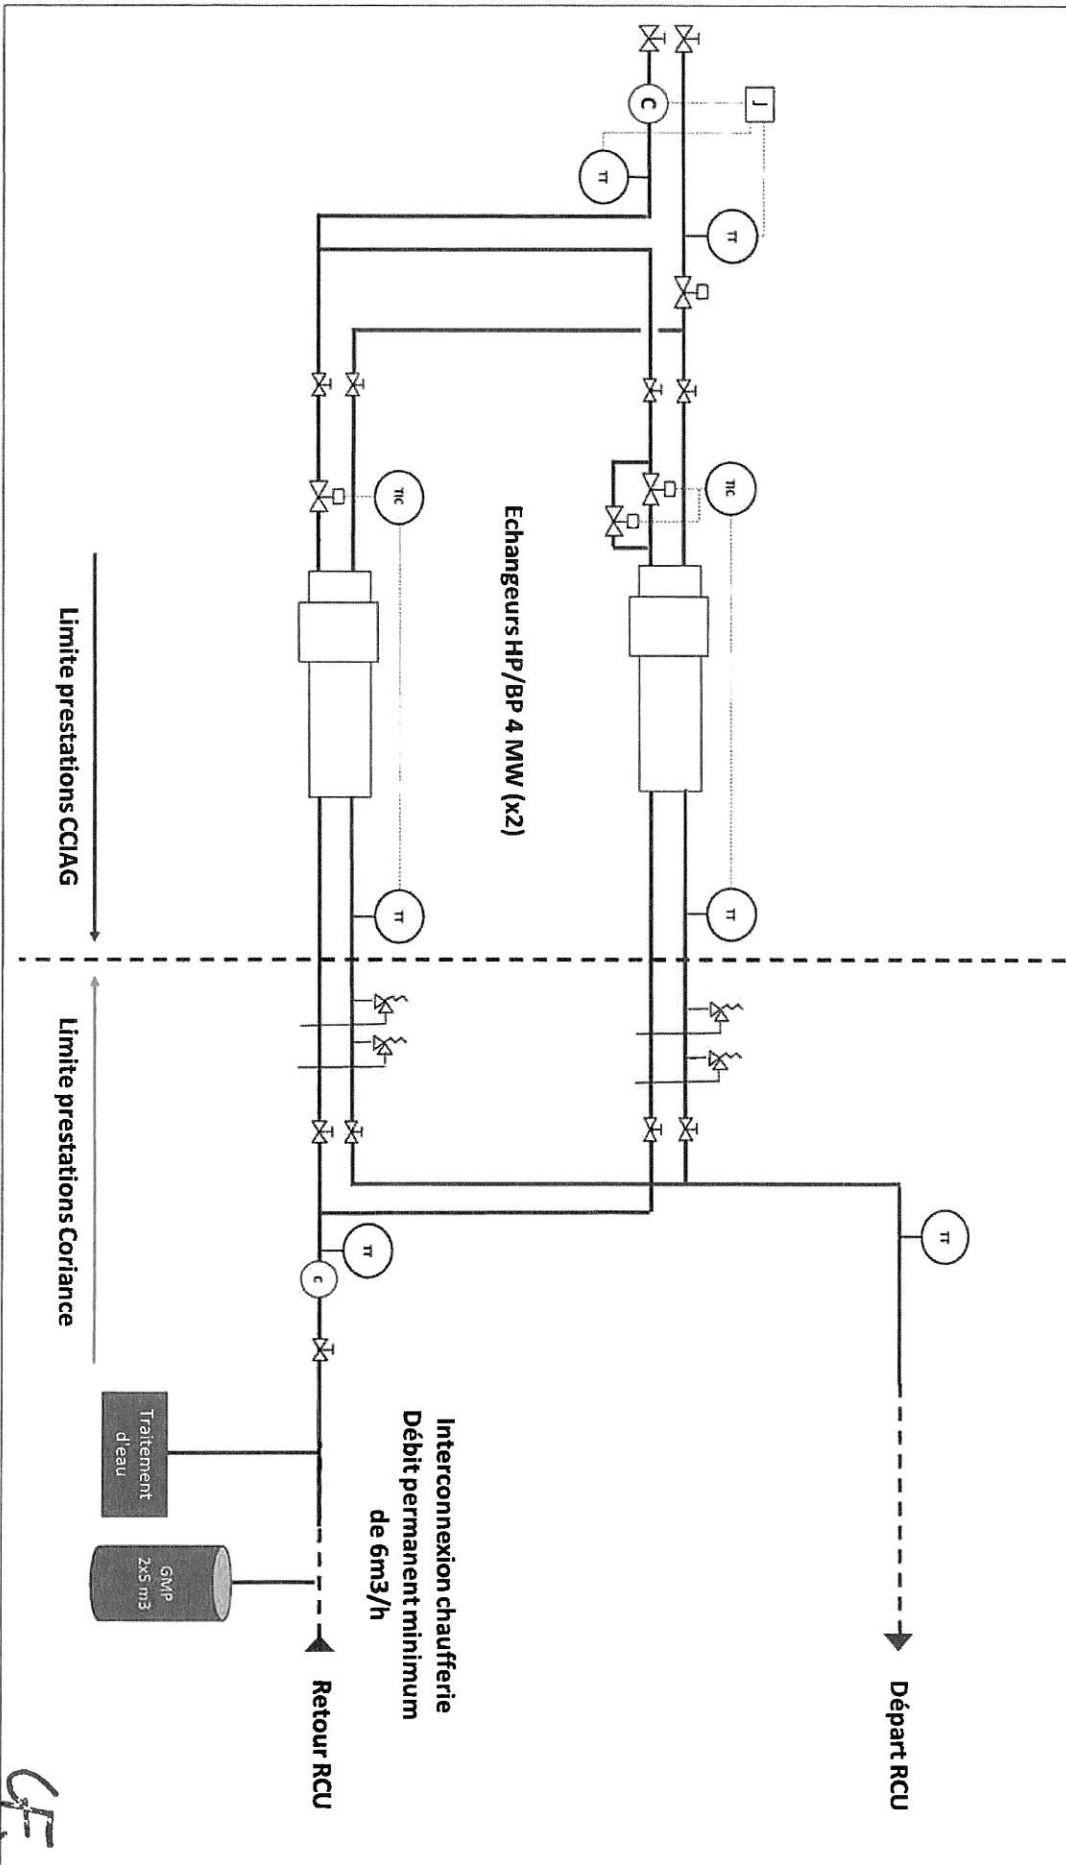 J
C
TT
TT
TIC
TIC
Echangeurs HP/BP 4 MW (x2)
TT
TT
Limite prestations CCIAG
Limite prestations Coriance
TT
TT
C
Départ RCU
Interconnexion chaufferie
Débit permanent minimum
de 6m3/h
Retour RCU
Traitement
d'eau
GMP
2x5 m3